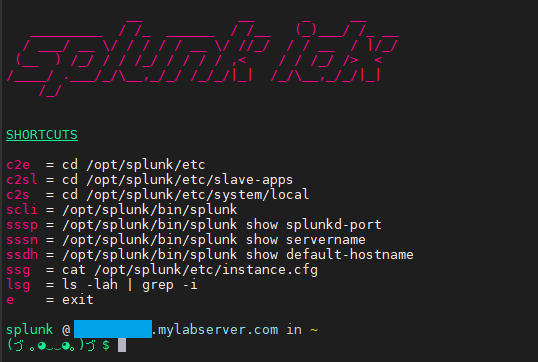 splunk idx
SHORTCUTS
c2e = cd /opt/splunk/etc
c2sl = cd /opt/splunk/etc/slave-apps
c2s = cd /opt/splunk/etc/system/local
scli = /opt/splunk/bin/splunk
sssp = /opt/splunk/bin/splunk show splunkd-port
sssn = /opt/splunk/bin/splunk show servername
ssdh = /opt/splunk/bin/splunk show default-hostname
ssg = cat /opt/splunk/etc/instance.cfg
lsg = ls -lah | grep -i
e = exit
splunk @ .mylabserver.com in ~
(づ｡◕‿‿◕｡)づ $